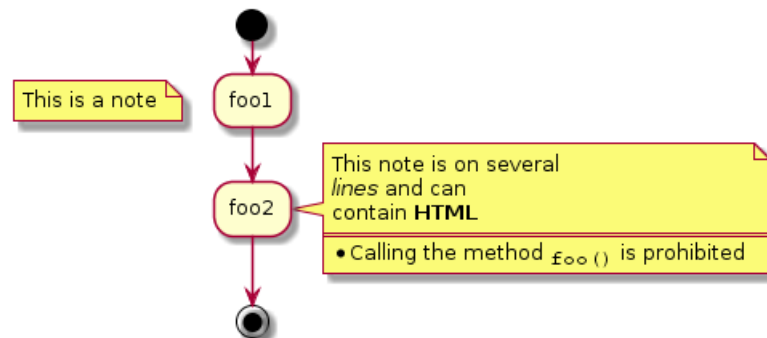 foo1
This is a note
This note is on several
lines and can
foo2
contain HTML
Calling the method foo() is prohibited